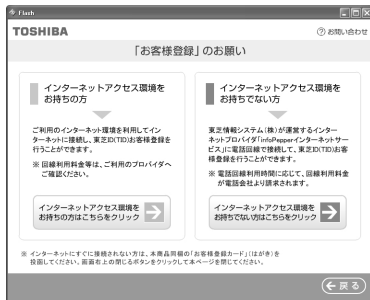 Flash
TOSHIBA
? お問い合わせ
「お客様登録」のお願い
インターネットアクセス環境を
お持ちの方
ご利用のインターネット環境を利用してイン
ターネットに接続し、東芝ID(TID)お客様登録を
行うことができます。
※ 回線利用料金等は、ご利用のプロバイダへ
ご確認ください。
インターネットアクセス環境を
お持ちの方はこちらをクリック
インターネットアクセス環境を
お持ちでない方
東芝情報システム(株)が運営するインター
ネットプロバイダ「infoPepperインターネットサー
ビス」に電話回線で接続して、東芝ID(TID)お客
様登録を行うことができます。
※ 電話回線利用時間に応じて、回線利用料金
が電話会社より請求されます。
インターネットアクセス環境を
お持ちでない方はこちらをクリック
※ インターネットにすぐに接続されない方は、本商品同梱の「お客様登録カード」(はがき)を
投函してください。画面右上の閉じるボタンをクリックして本ページを閉じてください。
戻る